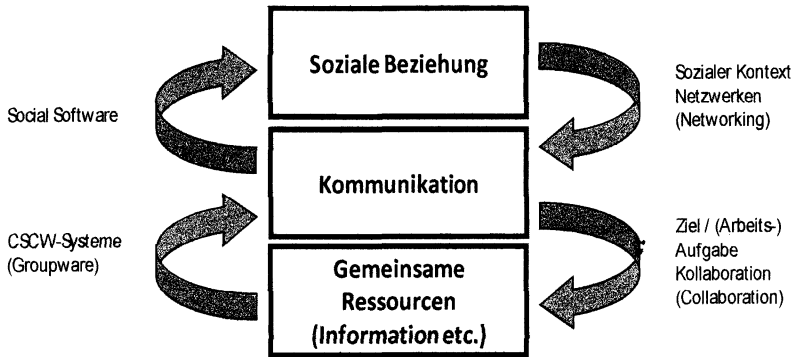 Soziale Beziehung
Social Software
Sozialer Kontext
Netzwerken
(Networking)
Kommunikation
CSCW-Systeme
(Groupware)
Ziel / (Arbeits-)
Aufgabe
Kollaboration
(Collaboration)
Gemeinsame
Ressourcen
(Information etc.)